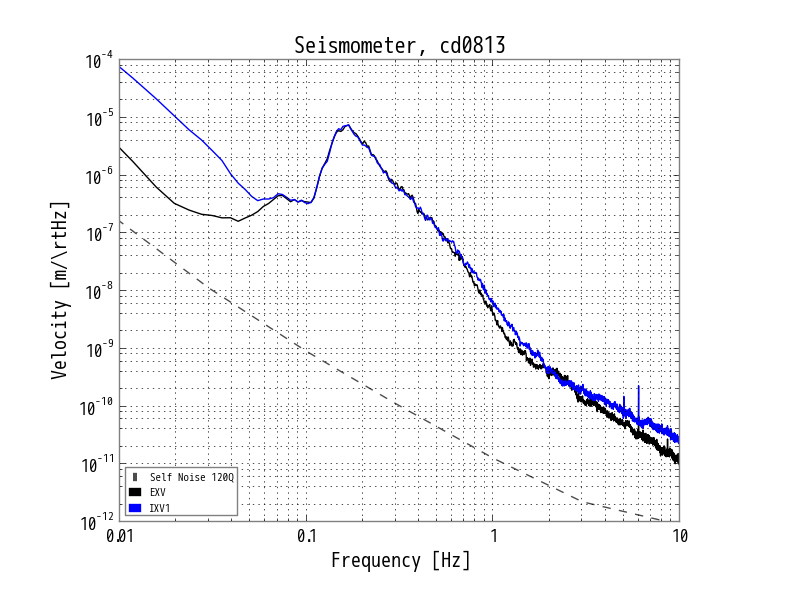 Seismometer, cd0813
Velocity [m/\rtHz]
10-4
10-5
10-6
10-7
10-8
10-9
10-10
10-11
10-12
Self Noise 120Q
EXV
IXV1
0.01 0.1 1 10
Frequency [Hz]